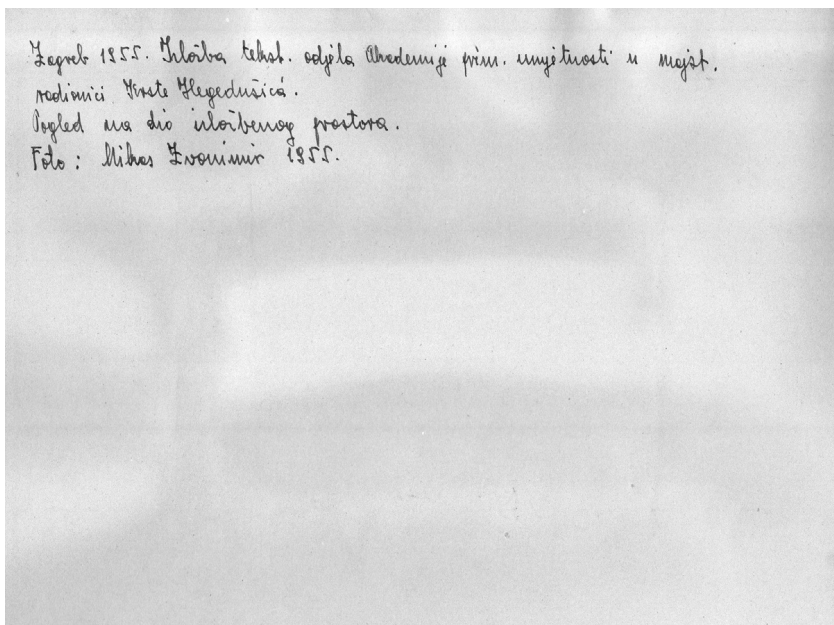 Zagreb 1955. Izložba tekst. odjela Akademije prim. umjetnosti u majst.
radionici Krste Hegedušića.
Pogled na dio izložbenog prostora.
Foto: Mikas Zvonimir 1955.